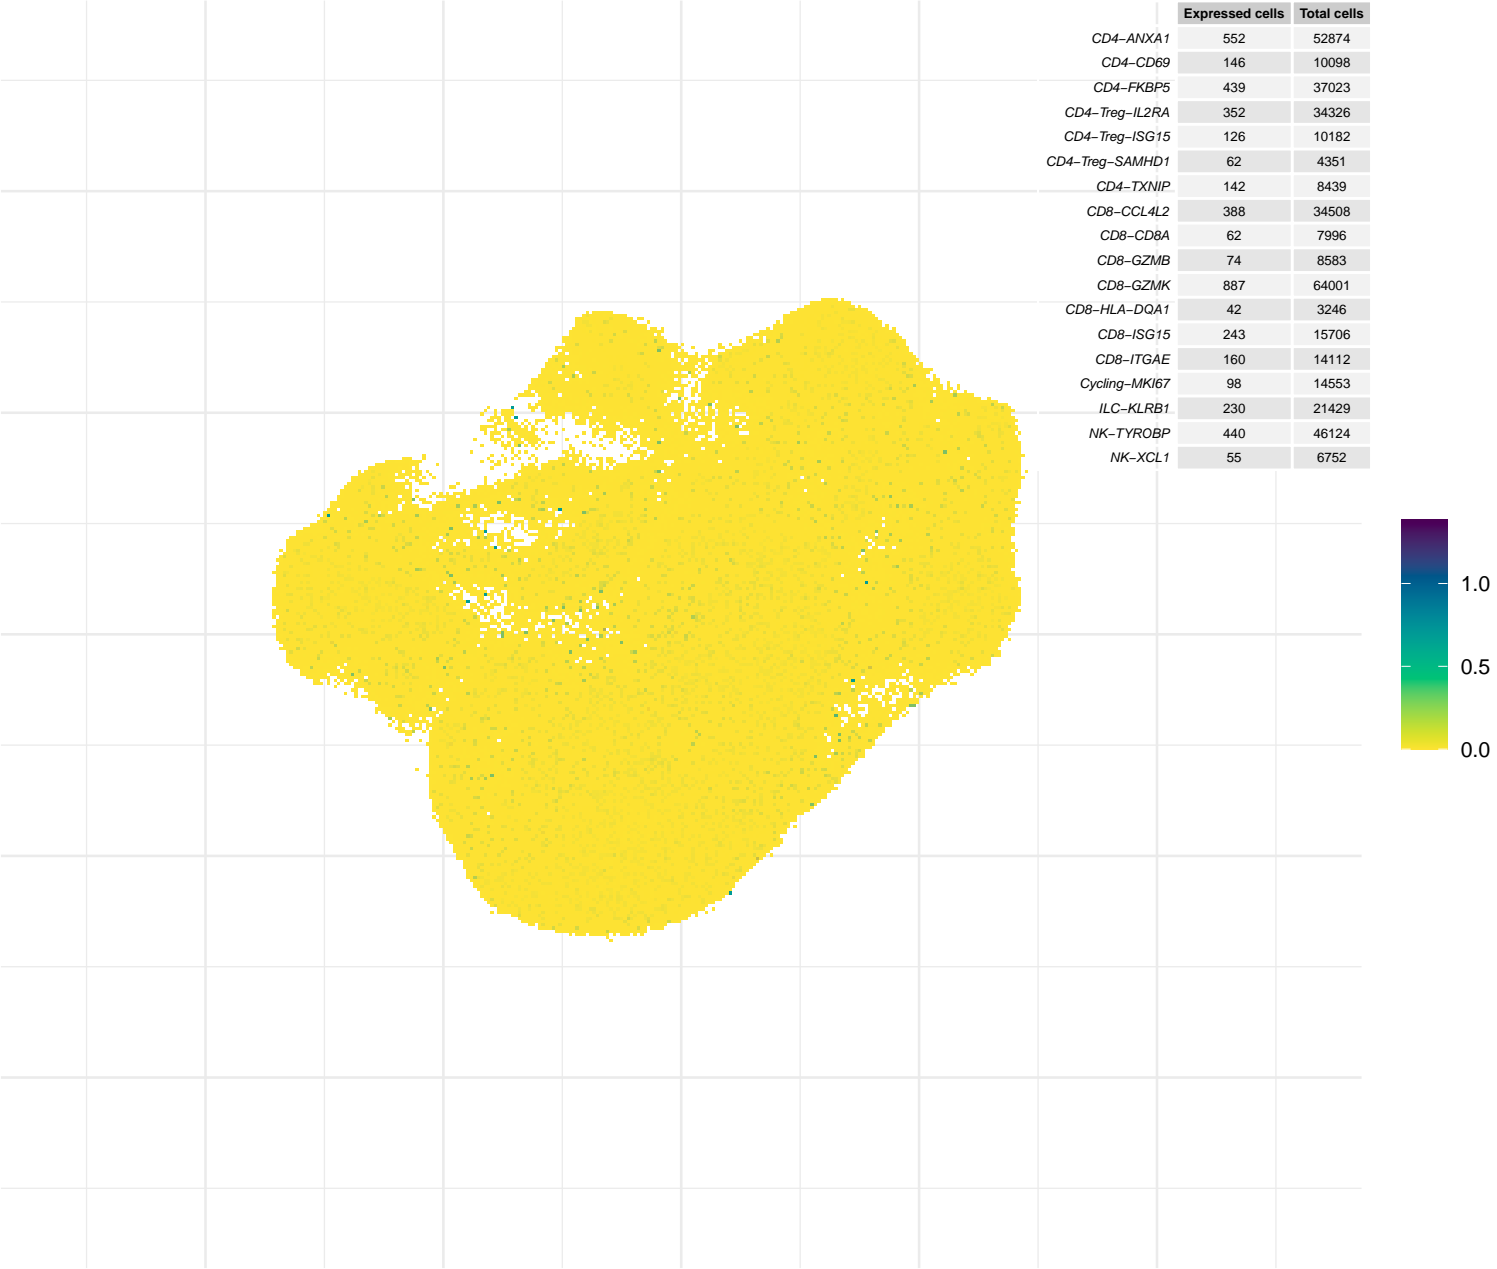 Expressed cells Total cells
CD4−ANXA1 552 52874
CD4−CD69 146 10098
CD4−FKBP5 439 37023
CD4−Treg−IL2RA 352 34326
CD4−Treg−ISG15 126 10182
CD4−Treg−SAMHD1 62 4351
CD4−TXNIP 142 8439
CD8−CCL4L2 388 34508
CD8−CD8A 62 7996
CD8−GZMB 74 8583
CD8−GZMK 887 64001
CD8−HLA−DQA1 42 3246
CD8−ISG15 243 15706
CD8−ITGAE 160 14112
Cycling−MKI67 98 14553
ILC−KLRB1 230 21429
NK−TYROBP 440 46124
NK−XCL1 55 6752
1.0
0.5
0.0